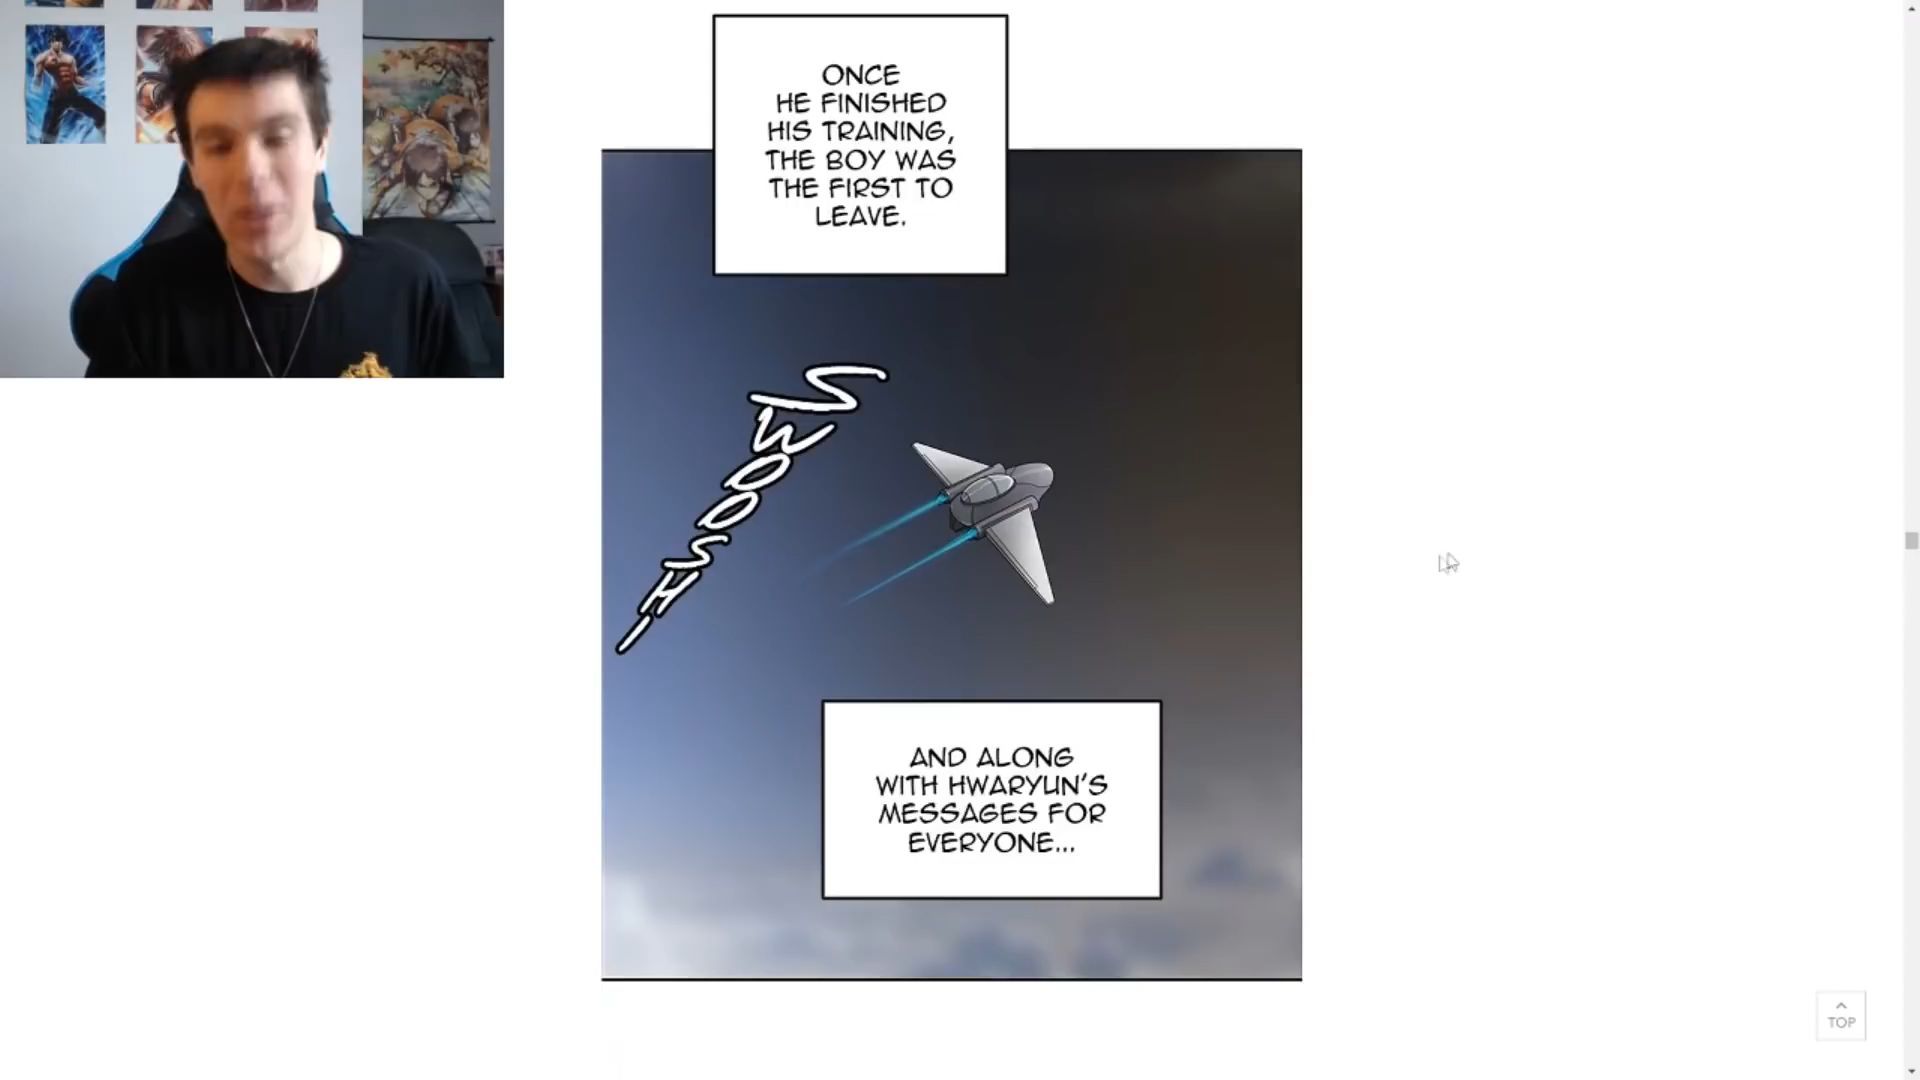 ONCE
HE FINISHED
HIS TRAINING,
THE BOY WAS
THE FIRST TO
LEAVE.
SWOOSH-
AND ALONG
WITH HWARYUN'S
MESSAGES FOR
EVERYONE...
TOP